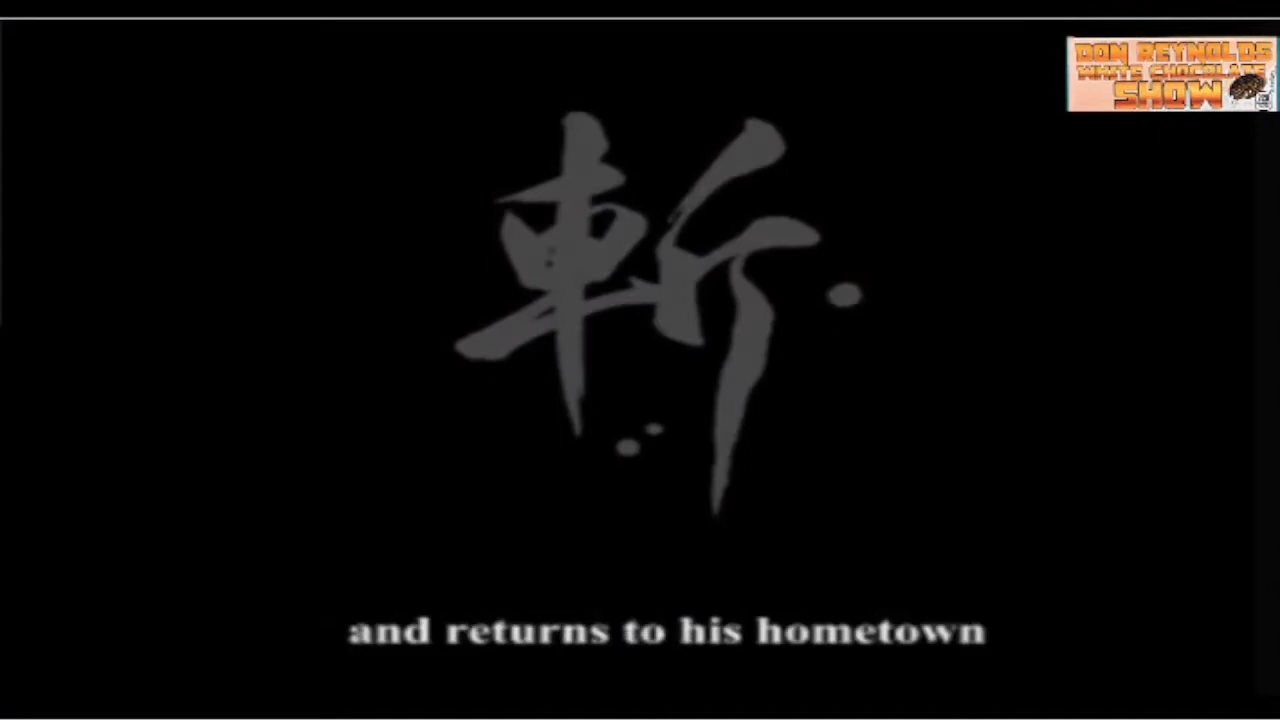 DON REYNOLDS
WHITE CHOCOLATE
SHOW
斬
and returns to his hometown